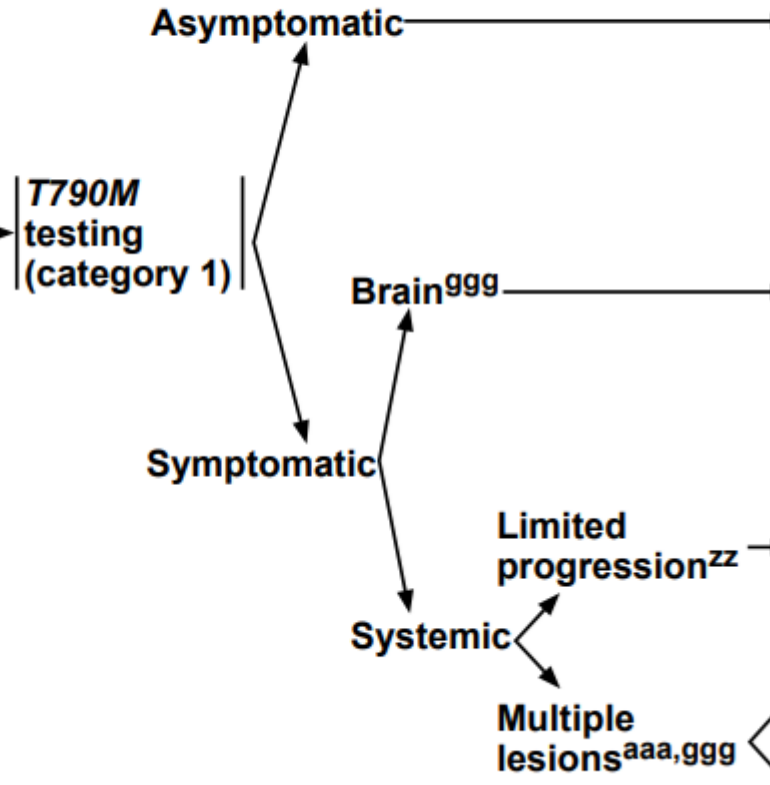 Asymptomatic
T790M
testing
(category 1)
Brainggg
Symptomatic
Limited
progressionzz
Systemic
Multiple
lesionsaaa,ggg